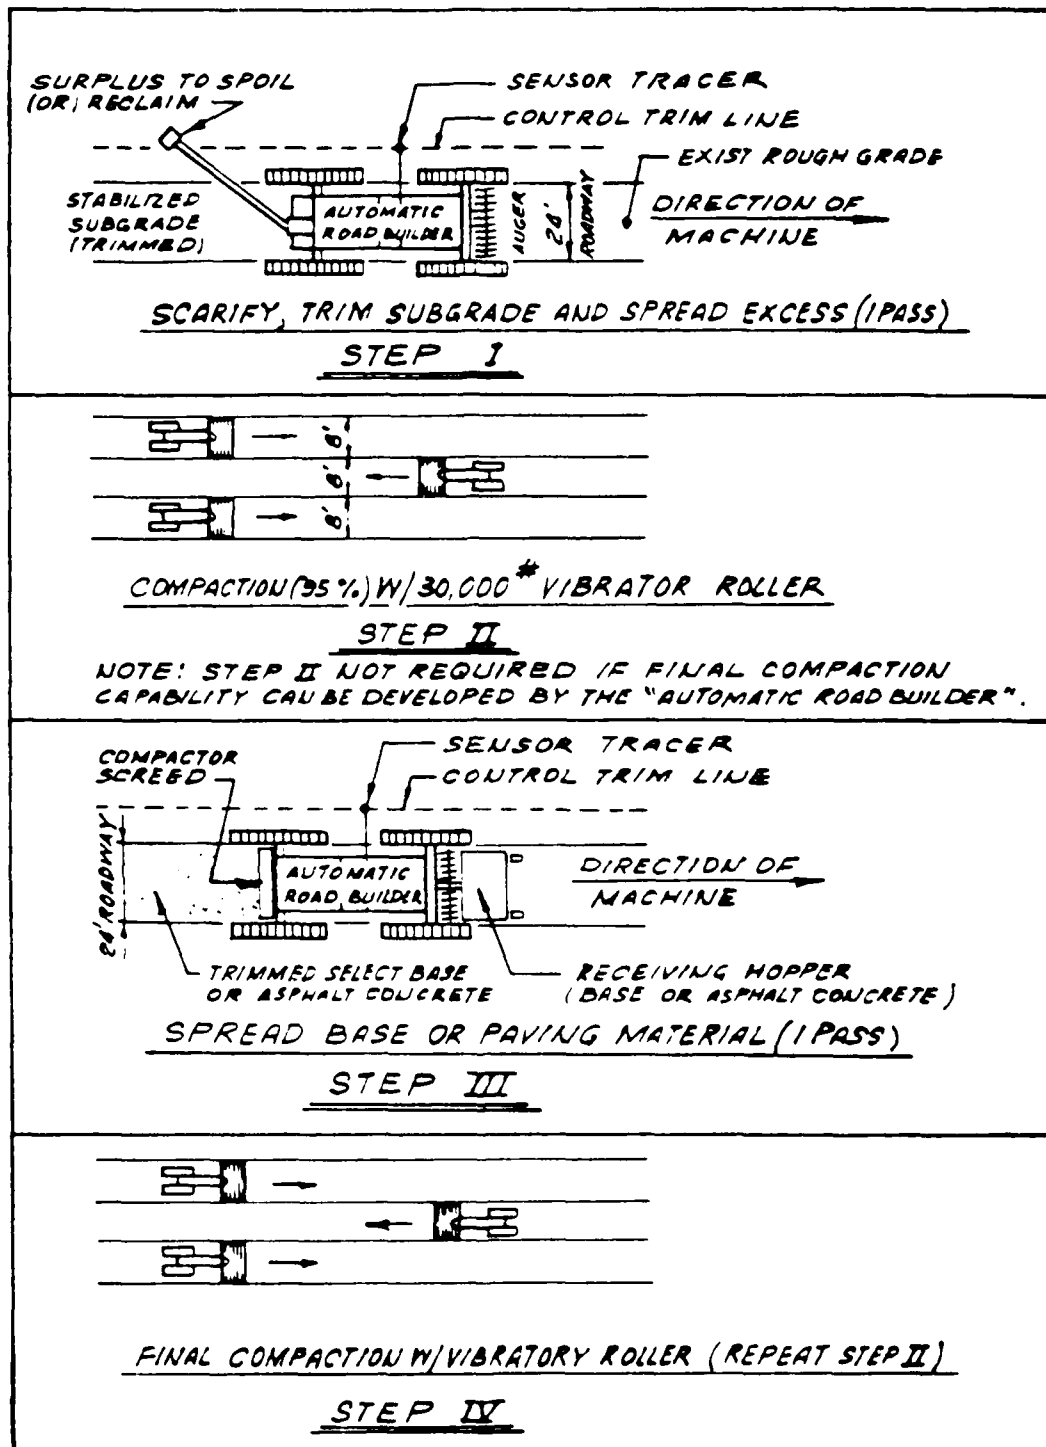 SURPLUS TO SPOIL
(OR) RECLAIM
SENSOR TRACER
CONTROL TRIM LINE
EXIST ROUGH GRADE
STABILIZED
SUBGRADE
(TRIMMED)
AUTOMATIC
ROAD BUILDER
AUGER
24'
ROADWAY
DIRECTION OF
MACHINE
SCARIFY, TRIM SUBGRADE AND SPREAD EXCESS (1 PASS)
STEP I
8'
8'
8'
COMPACTION (95%) W/30,000# VIBRATOR ROLLER
STEP II
NOTE: STEP II NOT REQUIRED IF FINAL COMPACTION
CAPABILITY CAN BE DEVELOPED BY THE "AUTOMATIC ROAD BUILDER".
COMPACTOR
SCREED
SENSOR TRACER
CONTROL TRIM LINE
24' ROADWAY
AUTOMATIC
ROAD BUILDER
DIRECTION OF
MACHINE
TRIMMED SELECT BASE
OR ASPHALT CONCRETE
RECEIVING HOPPER
(BASE OR ASPHALT CONCRETE)
SPREAD BASE OR PAVING MATERIAL (1 PASS)
STEP III
FINAL COMPACTION W/VIBRATORY ROLLER (REPEAT STEP II)
STEP IV